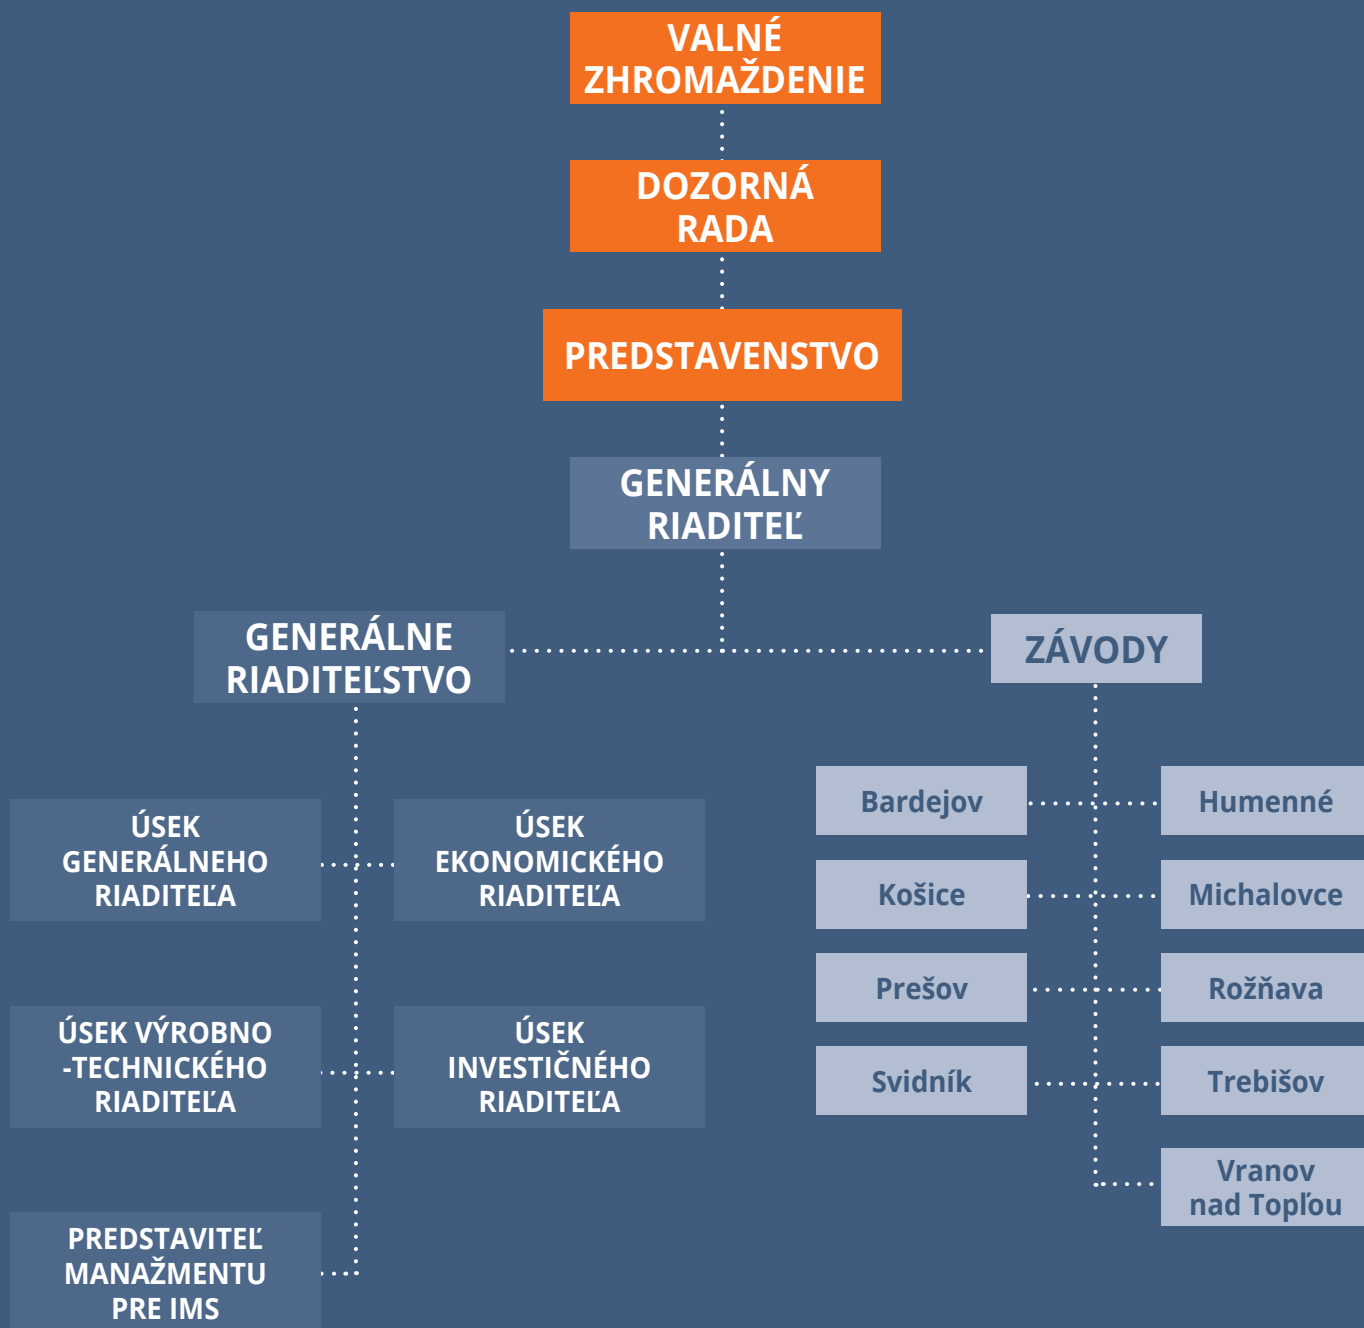 VALNÉ
ZHROMAŽDENIE
DOZORNÁ
RADA
PREDSTAVENSTVO
GENERÁLNY
RIADITEĽ
GENERÁLNE
RIADITEĽSTVO
ZÁVODY
ÚSEK
GENERÁLNEHO
RIADITEĽA
ÚSEK
EKONOMICKÉHO
RIADITEĽA
ÚSEK VÝROBNO
-TECHNICKÉHO
RIADITEĽA
ÚSEK
INVESTIČNÉHO
RIADITEĽA
PREDSTAVITEĽ
MANAŽMENTU
PRE IMS
Bardejov
Humenné
Košice
Michalovce
Prešov
Rožňava
Svidník
Trebišov
Vranov
nad Topľou